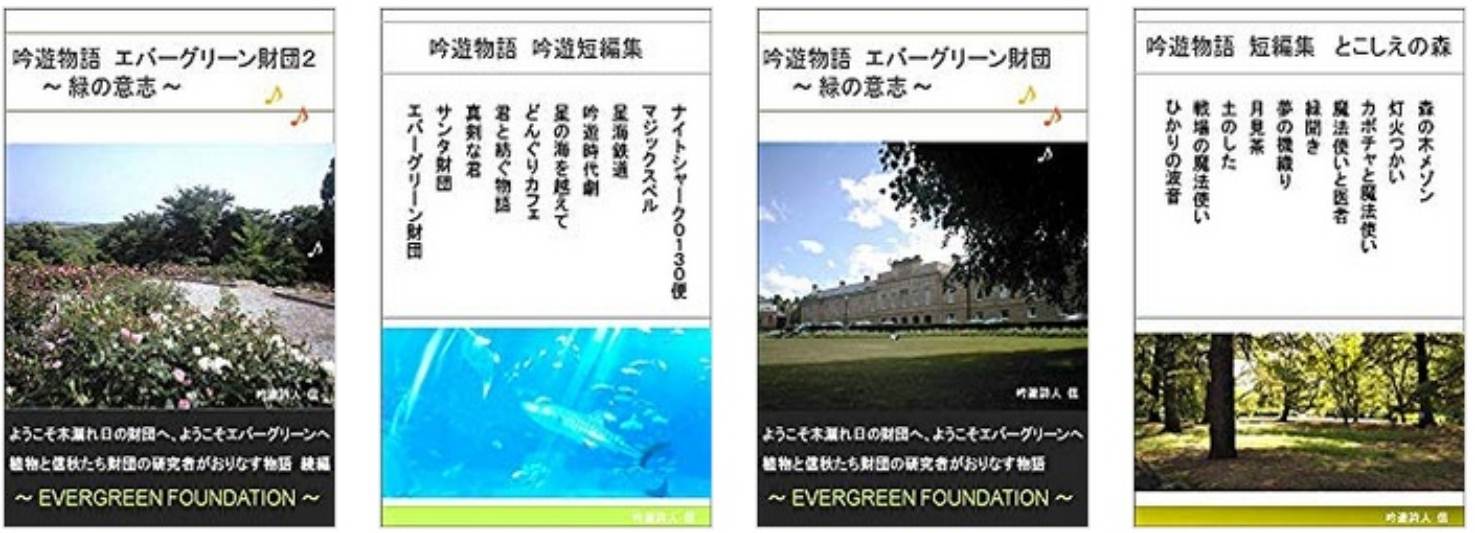 吟遊物語 エバーグリーン財団2
～ 緑の意志 ～
吟遊詩人 信
ようこそ木漏れ日の財団へ、ようこそエバーグリーンへ
植物と信秋たち財団の研究者がおりなす物語 続編
～ EVERGREEN FOUNDATION ～
吟遊物語 吟遊短編集
ナイトシャーク0130便
マジックスペル
星海鉄道
吟遊時代劇
星の海を越えて
どんぐりカフェ
君と紡ぐ物語
真剣な君
サンタ財団
エバーグリーン財団
吟遊詩人 信
吟遊物語 エバーグリーン財団
～ 緑の意志 ～
吟遊詩人 信
ようこそ木漏れ日の財団へ、ようこそエバーグリーンへ
植物と信秋たち財団の研究者がおりなす物語
～ EVERGREEN FOUNDATION ～
吟遊物語 短編集 とこしえの森
森の木メゾン
灯火つかい
カボチャと魔法使い
魔法使いと医者
緑聞き
夢の機織り
月見茶
土のした
戦場の魔法使い
ひかりの波音
吟遊詩人 信